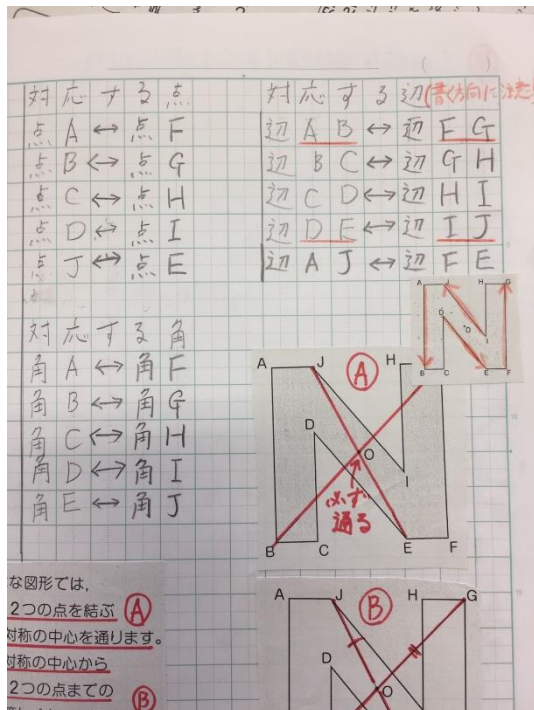 対応する点
点A↔点F
点B↔点G
点C↔点H
点D↔点I
点J↔点E
対応する辺(書く方向に注意!
辺AB↔辺FG
辺BC↔辺GH
辺CD↔辺HI
辺DE↔辺IJ
辺AJ↔辺FE
対応する角
角A↔角F
角B↔角G
角C↔角H
角D↔角I
角E↔角J
A J H G
D O I
B C E F
A J Ⓐ H
D O I
必ず
通る
B C E F
な図形では,
2つの点を結ぶ Ⓐ
対称の中心を通ります。
対称の中心から
2つの点までの Ⓑ
A J Ⓑ H G
D O